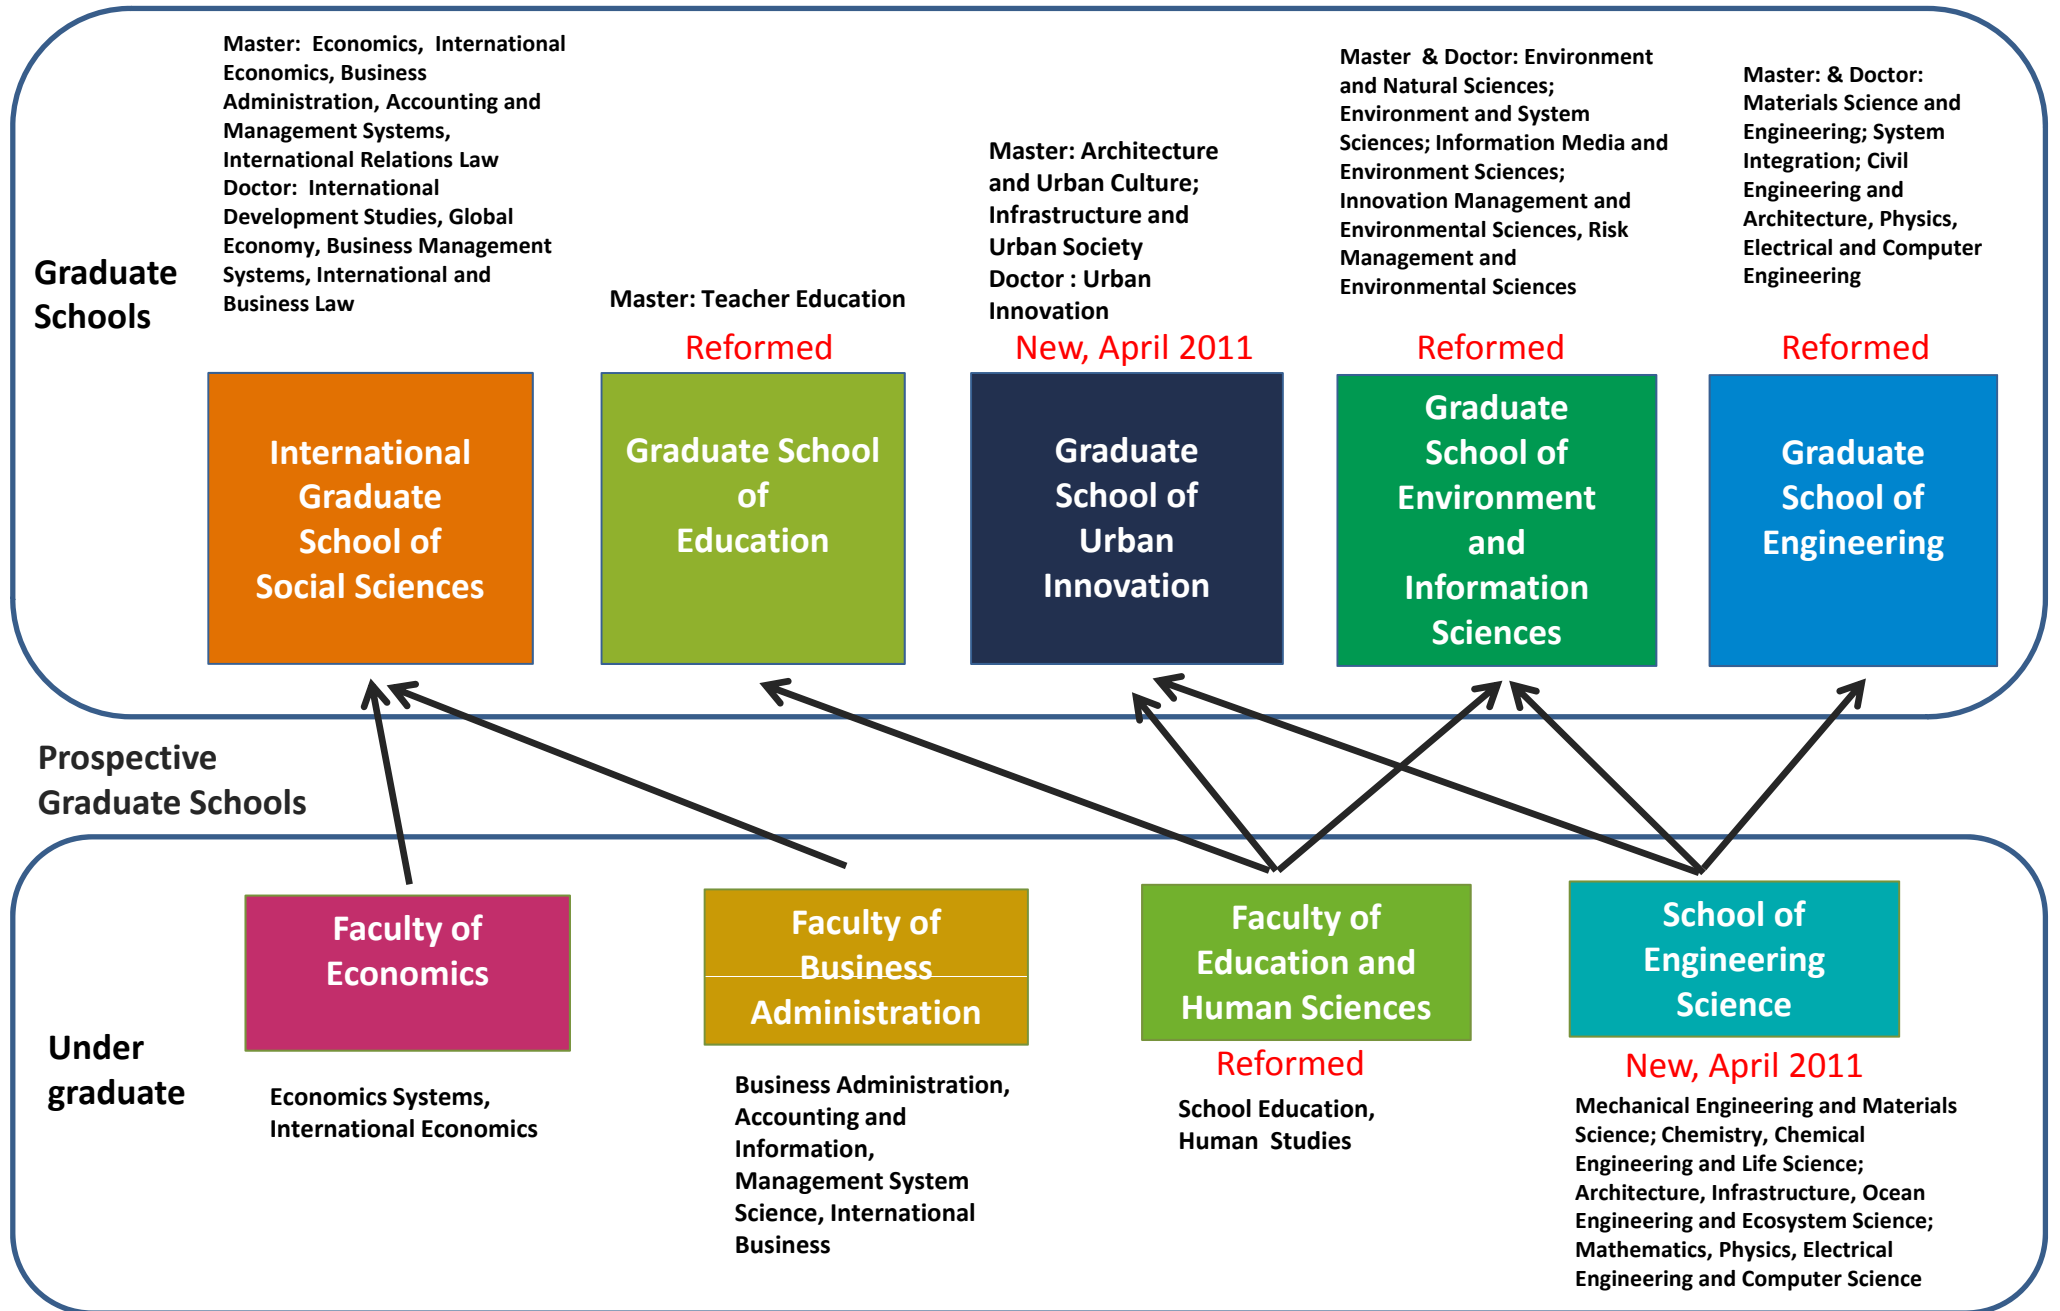 Graduate
Schools
Master: Economics, International
Economics, Business
Administration, Accounting and
Management Systems,
International Relations Law
Doctor: International
Development Studies, Global
Economy, Business Management
Systems, International and
Business Law
Master: Teacher Education
Reformed
Master: Architecture
and Urban Culture;
Infrastructure and
Urban Society
Doctor : Urban
Innovation
New, April 2011
Master & Doctor: Environment
and Natural Sciences;
Environment and System
Sciences; Information Media and
Environment Sciences;
Innovation Management and
Environmental Sciences, Risk
Management and
Environmental Sciences
Reformed
Master: & Doctor:
Materials Science and
Engineering; System
Integration; Civil
Engineering and
Architecture, Physics,
Electrical and Computer
Engineering
Reformed
International
Graduate
School of
Social Sciences
Graduate School
of
Education
Graduate
School of
Urban
Innovation
Graduate
School of
Environment
and
Information
Sciences
Graduate
School of
Engineering
Prospective
Graduate Schools
Under
graduate
Faculty of
Economics
Economics Systems,
International Economics
Faculty of
Business
Administration
Business Administration,
Accounting and
Information,
Management System
Science, International
Business
Faculty of
Education and
Human Sciences
Reformed
School Education,
Human Studies
School of
Engineering
Science
New, April 2011
Mechanical Engineering and Materials
Science; Chemistry, Chemical
Engineering and Life Science;
Architecture, Infrastructure, Ocean
Engineering and Ecosystem Science;
Mathematics, Physics, Electrical
Engineering and Computer Science